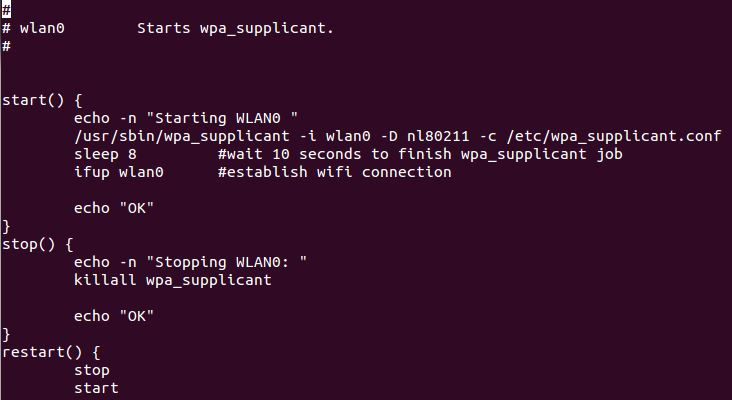 #
# wlan0        Starts wpa_supplicant.
#
start() {
        echo -n "Starting WLAN0 "
        /usr/sbin/wpa_supplicant -i wlan0 -D nl80211 -c /etc/wpa_supplicant.conf
        sleep 8         #wait 10 seconds to finish wpa_supplicant job
        ifup wlan0      #establish wifi connection
        echo "OK"
}
stop() {
        echo -n "Stopping WLAN0: "
        killall wpa_supplicant
        echo "OK"
}
restart() {
        stop
        start